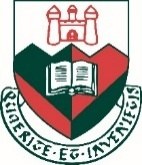 QUÆRITE · ET · INVENIETIS